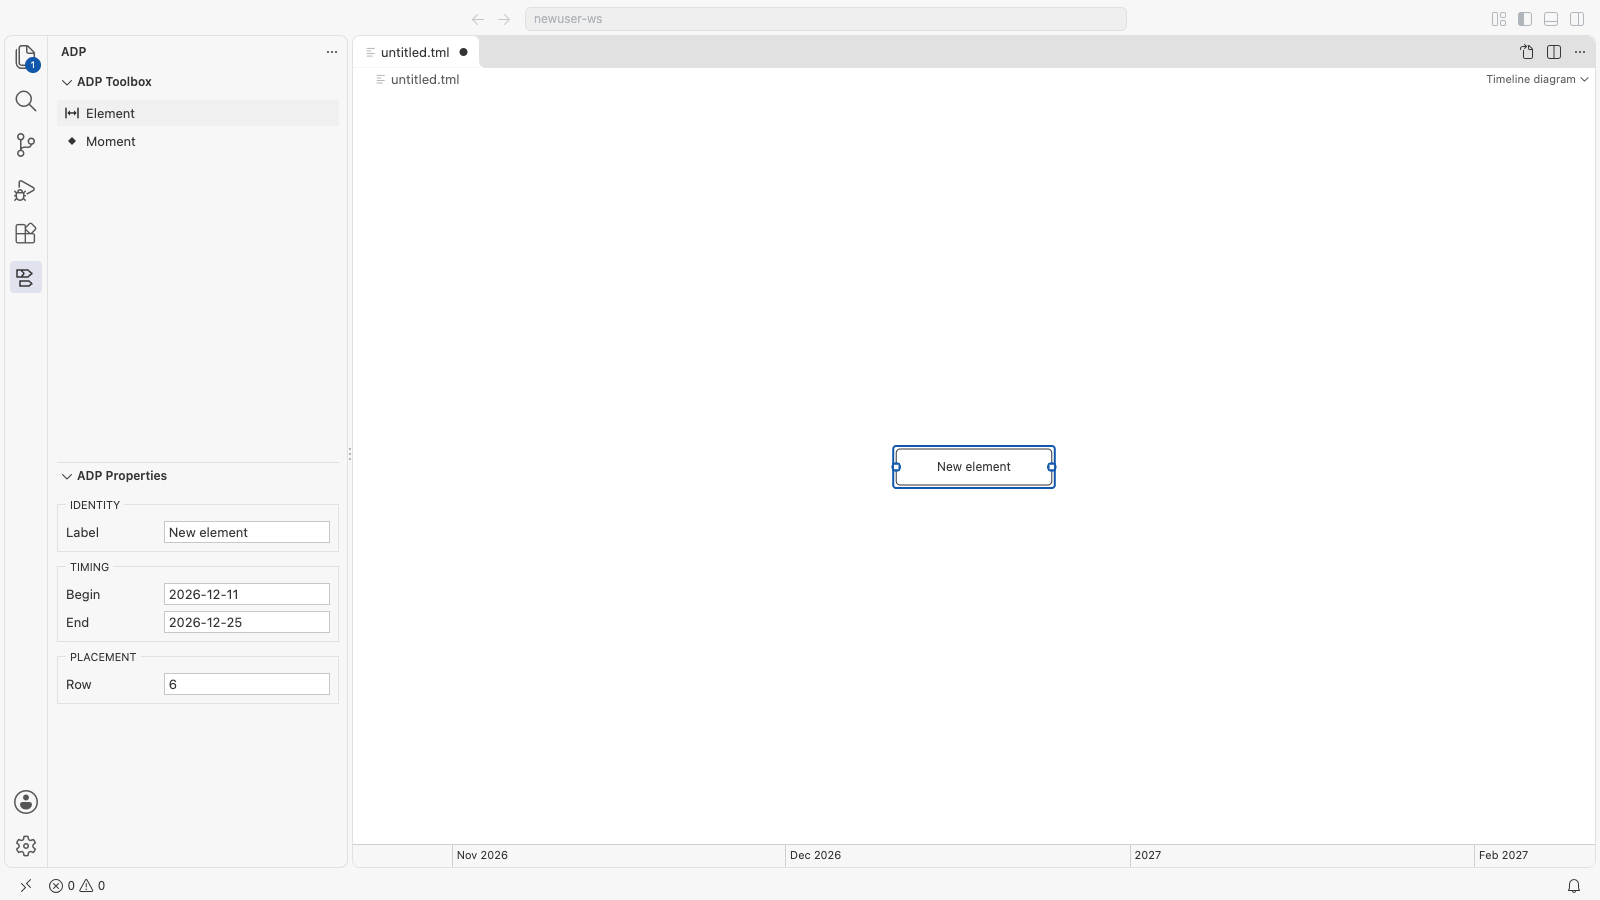 newuser-ws
1
ADP
ADP Toolbox
Element
Moment
ADP Properties
IDENTITY
Label
New element
TIMING
Begin
2026-12-11
End
2026-12-25
PLACEMENT
Row
6
untitled.tml
untitled.tml
Timeline diagram
New element
Nov 2026
Dec 2026
2027
Feb 2027
0
0